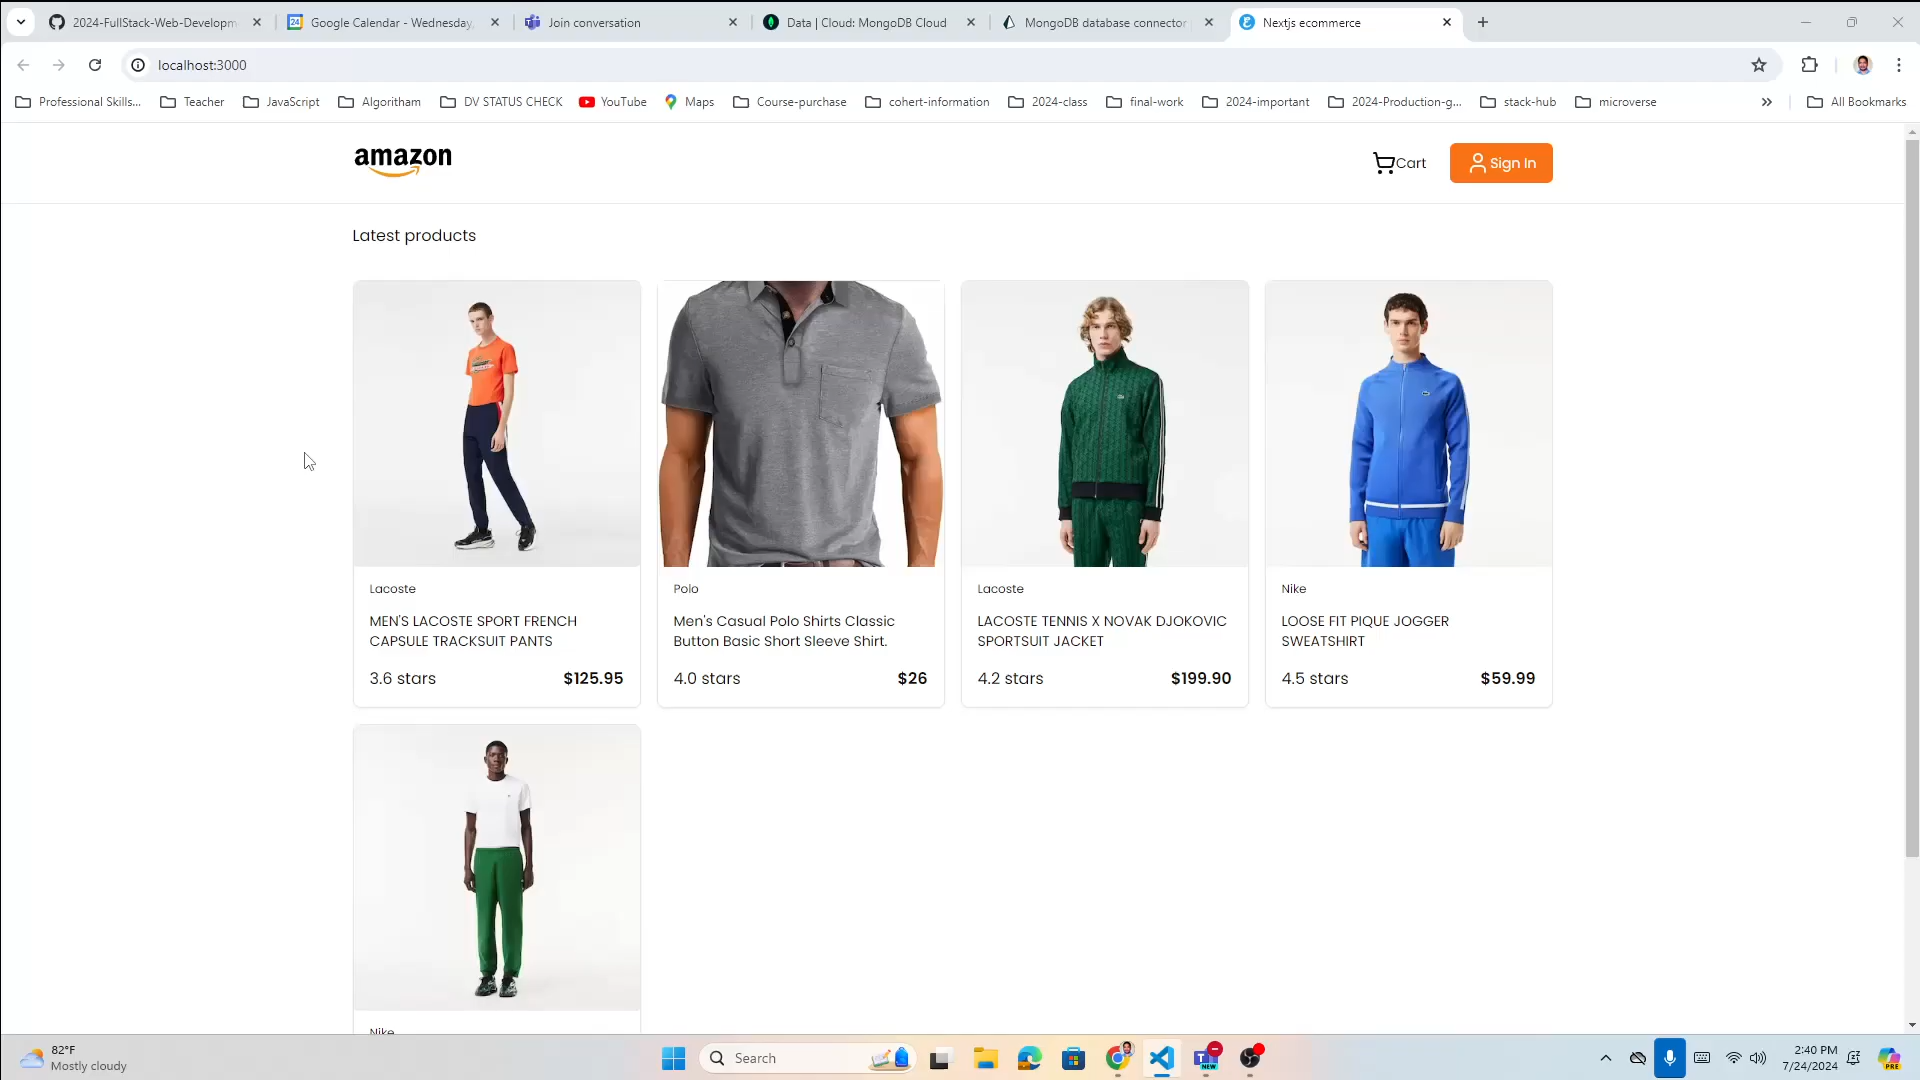 2024-FullStack-Web-Developm
Google Calendar - Wednesday,
Join conversation
Data | Cloud: MongoDB Cloud
MongoDB database connector
Nextjs ecommerce
localhost:3000
Professional Skills...
Teacher
JavaScript
Algoritham
DV STATUS CHECK
YouTube
Maps
Course-purchase
cohert-information
2024-class
final-work
2024-important
2024-Production-g...
stack-hub
microverse
All Bookmarks
amazon
Cart
Sign In
Latest products
Lacoste
MEN'S LACOSTE SPORT FRENCH
CAPSULE TRACKSUIT PANTS
3.6 stars $125.95
Polo
Men's Casual Polo Shirts Classic
Button Basic Short Sleeve Shirt.
4.0 stars $26
Lacoste
LACOSTE TENNIS X NOVAK DJOKOVIC
SPORTSUIT JACKET
4.2 stars $199.90
Nike
LOOSE FIT PIQUE JOGGER
SWEATSHIRT
4.5 stars $59.99
Nike
82°F
Mostly cloudy
Search
NEW
2:40 PM
7/24/2024
PRE